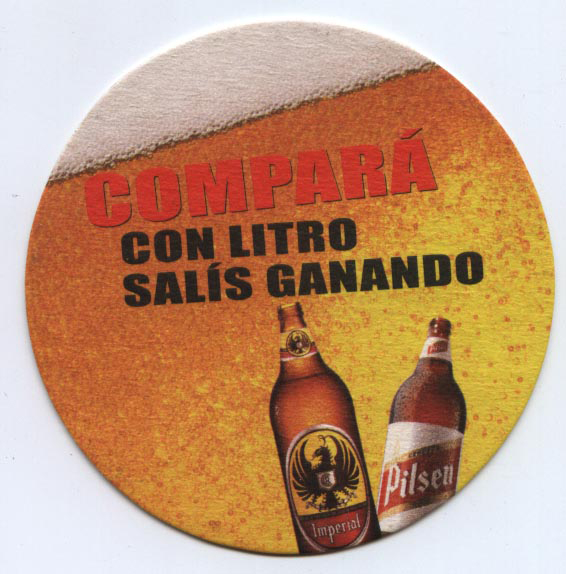 COMPARÁ
CON LITRO
SALÍS GANANDO
Imperial
Pilsen